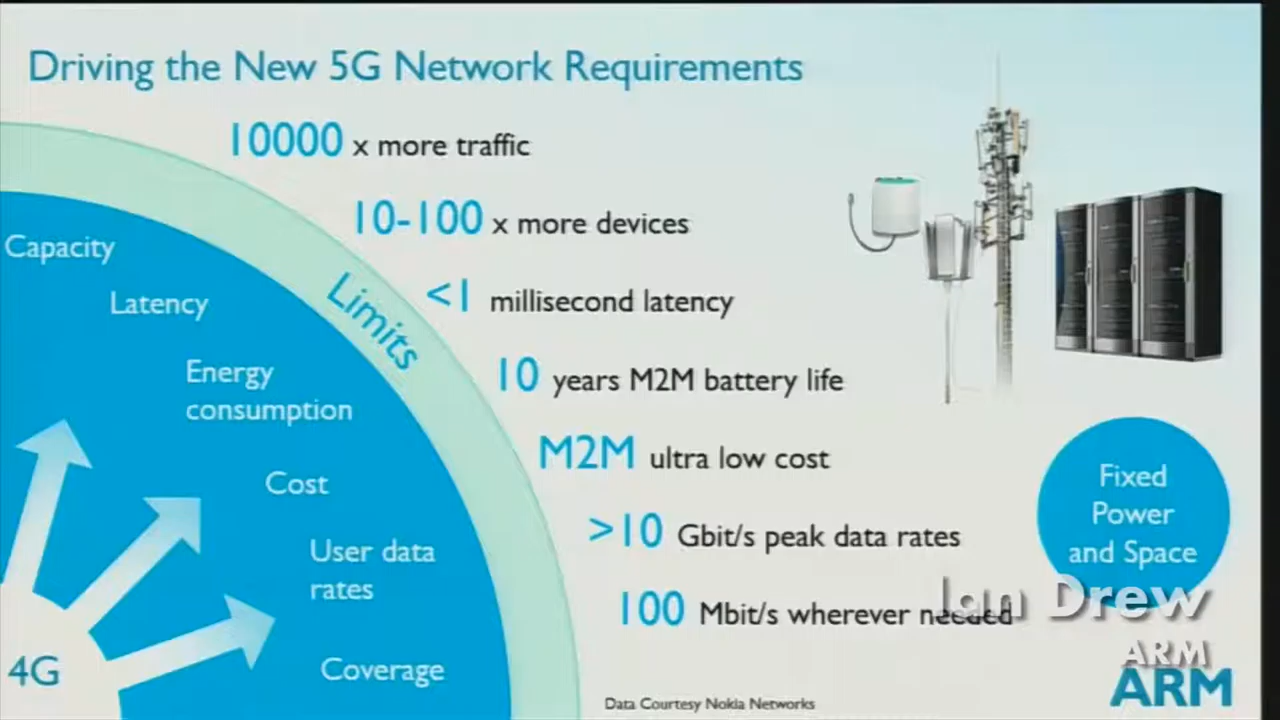 Driving the New 5G Network Requirements
10000 x more traffic
10-100 x more devices
<1 millisecond latency
10 years M2M battery life
M2M ultra low cost
>10 Gbit/s peak data rates
100 Mbit/s wherever needed
Limits
Capacity
Latency
Energy
consumption
Cost
User data
rates
Coverage
4G
Fixed
Power
and Space
Ian Drew
ARM
ARM
Data Courtesy Nokia Networks